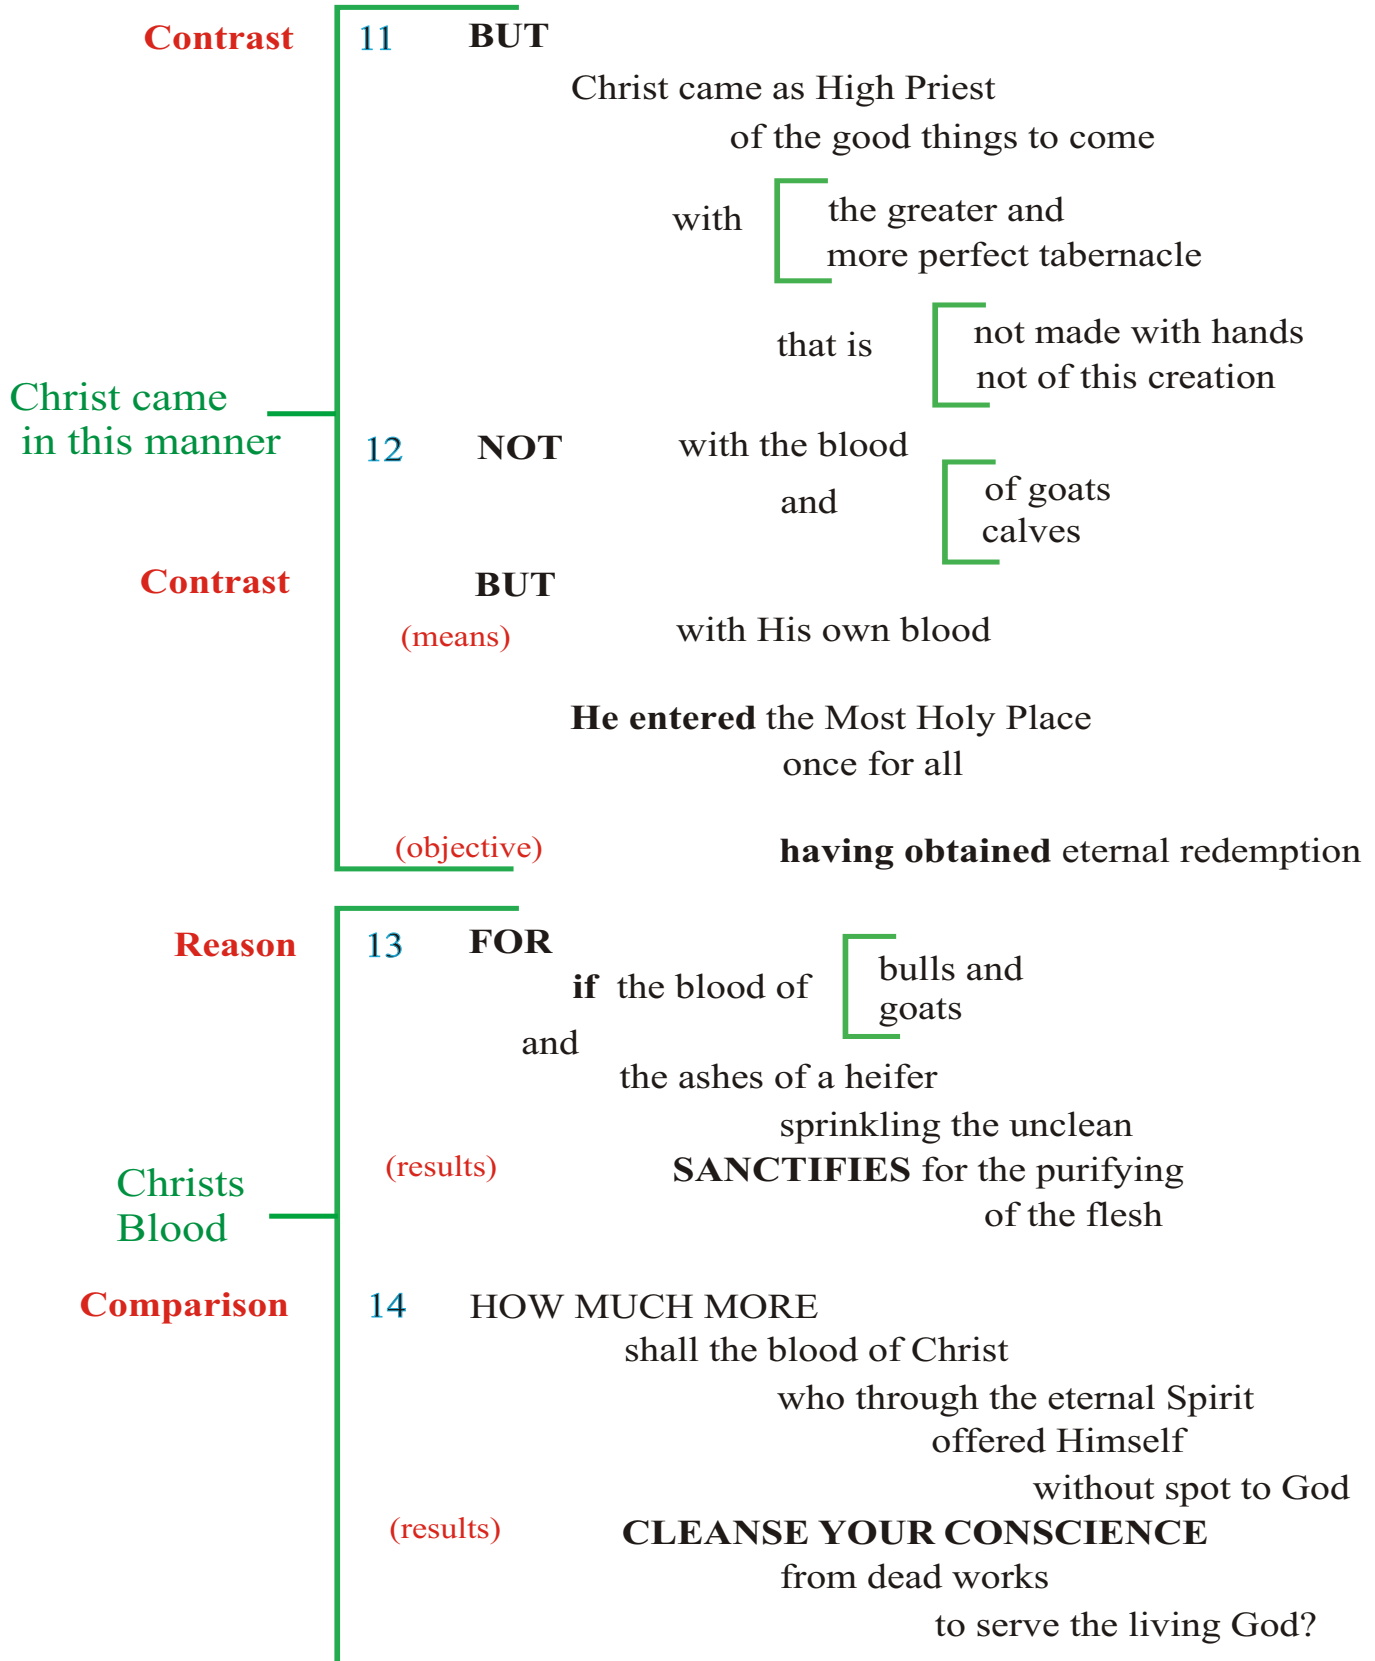 Contrast 11 BUT
Christ came as High Priest
of the good things to come
with the greater and
more perfect tabernacle
that is not made with hands
not of this creation
Christ came
in this manner
12 NOT with the blood
and of goats
calves
Contrast BUT
(means) with His own blood
He entered the Most Holy Place
once for all
(objective) having obtained eternal redemption
Reason 13 FOR
if the blood of bulls and
goats
and
the ashes of a heifer
sprinkling the unclean
(results) SANCTIFIES for the purifying
of the flesh
Christs
Blood
Comparison 14 HOW MUCH MORE
shall the blood of Christ
who through the eternal Spirit
offered Himself
without spot to God
(results) CLEANSE YOUR CONSCIENCE
from dead works
to serve the living God?